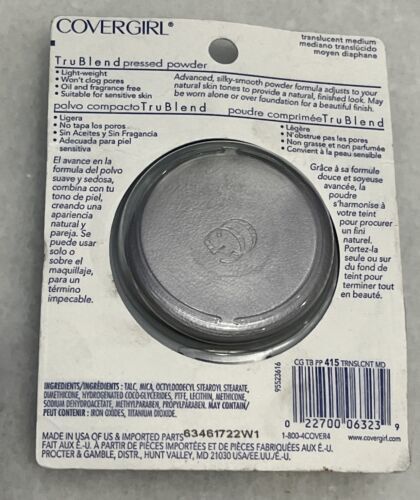 COVERGIRL®
translucent medium
mediano translúcido
moyen diaphane
TruBlend pressed powder
• Light-weight
• Won't clog pores
• Oil and fragrance free
• Suitable for sensitive skin
Advanced, silky-smooth powder formula adjusts to your
natural skin tones to provide a natural, finished look. May
be worn alone or over foundation for a beautiful finish.
polvo compacto TruBlend
• Ligera
• No tapa los poros
• Sin Aceites y Sin Fragancia
• Adecuada para piel
sensitiva
poudre comprimée TruBlend
• Légère
• N'obstrue pas les pores
• Non grasse et non parfumée
• Convient à la peau sensible
El avance en la
formula del polvo
suave y sedosa,
combina con tu
tono de piel,
creando una
apariencia
natural y
pareja. Se
puede usar
solo o
sobre el
maquillaje,
para un
término
impecable.
Grâce à sa formule
douce et soyeuse
avancée, la
poudre
s'harmonise à
votre teint
pour procurer
un fini
naturel.
Portez-la
seule ou sur
du fond de
teint pour
terminer tout
en beauté.
INGREDIENTS/INGRÉDIENTS: TALC, MICA, OCTYLDODECYL STEAROYL STEARATE,
DIMETHICONE, HYDROGENATED COCO-GLYCERIDES, PTFE, LECITHIN, METHICONE,
SODIUM DEHYDROACETATE, METHYLPARABEN, PROPYLPARABEN. MAY CONTAIN/
PEUT CONTENIR: IRON OXIDES, TITANIUM DIOXIDE.
95523616
CG TB PP 415 TRNSLCNT MD
0 22700 06323 9
MADE IN USA OF US & IMPORTED PARTS 63461722W1
1-800-4COVER4
www.covergirl.com
FAIT AUX É.-U. À PARTIR DE PIÈCES IMPORTÉES ET DE PIÈCES FABRIQUÉES AUX É.-U.
PROCTER & GAMBLE, DISTR., HUNT VALLEY, MD 21030 USA/EE.UU./É.-U.